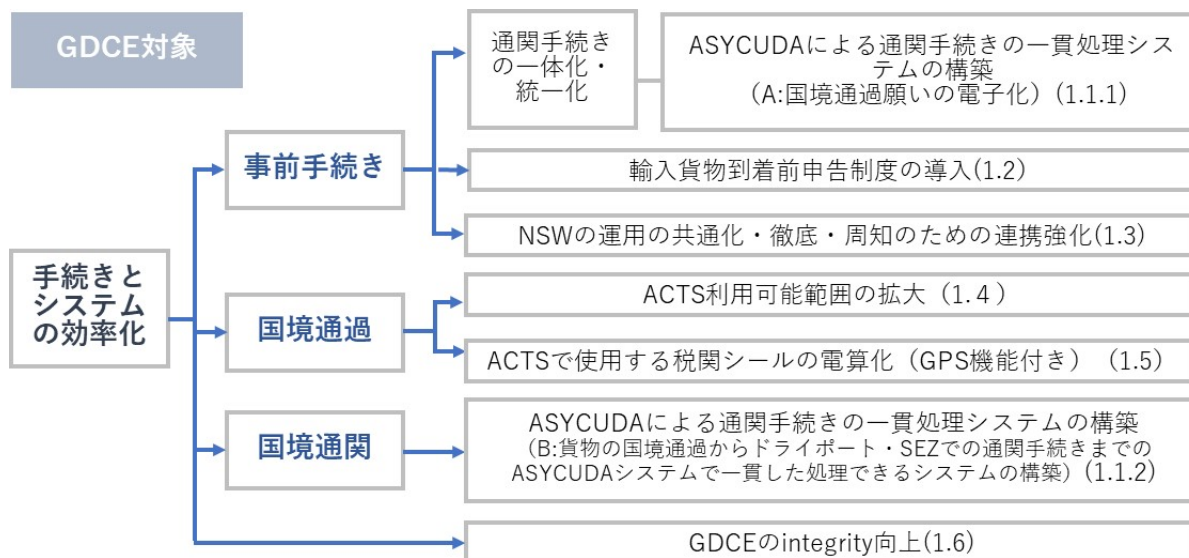 GDCE対象
通関手続き
の一体化・
統一化
ASYCUDAによる通関手続きの一貫処理シス
テムの構築
（A:国境通過願いの電子化）(1.1.1)
事前手続き
輸入貨物到着前申告制度の導入(1.2)
NSWの運用の共通化・徹底・周知のための連携強化(1.3)
手続きと
システム
の効率化
国境通過
ACTS利用可能範囲の拡大（1.４）
ACTSで使用する税関シールの電算化（GPS機能付き）（1.5）
国境通関
ASYCUDAによる通関手続きの一貫処理システムの構築
（B:貨物の国境通過からドライポート・SEZでの通関手続きまでの
ASYCUDAシステムで一貫した処理できるシステムの構築）(1.1.2)
GDCEのintegrity向上(1.6)